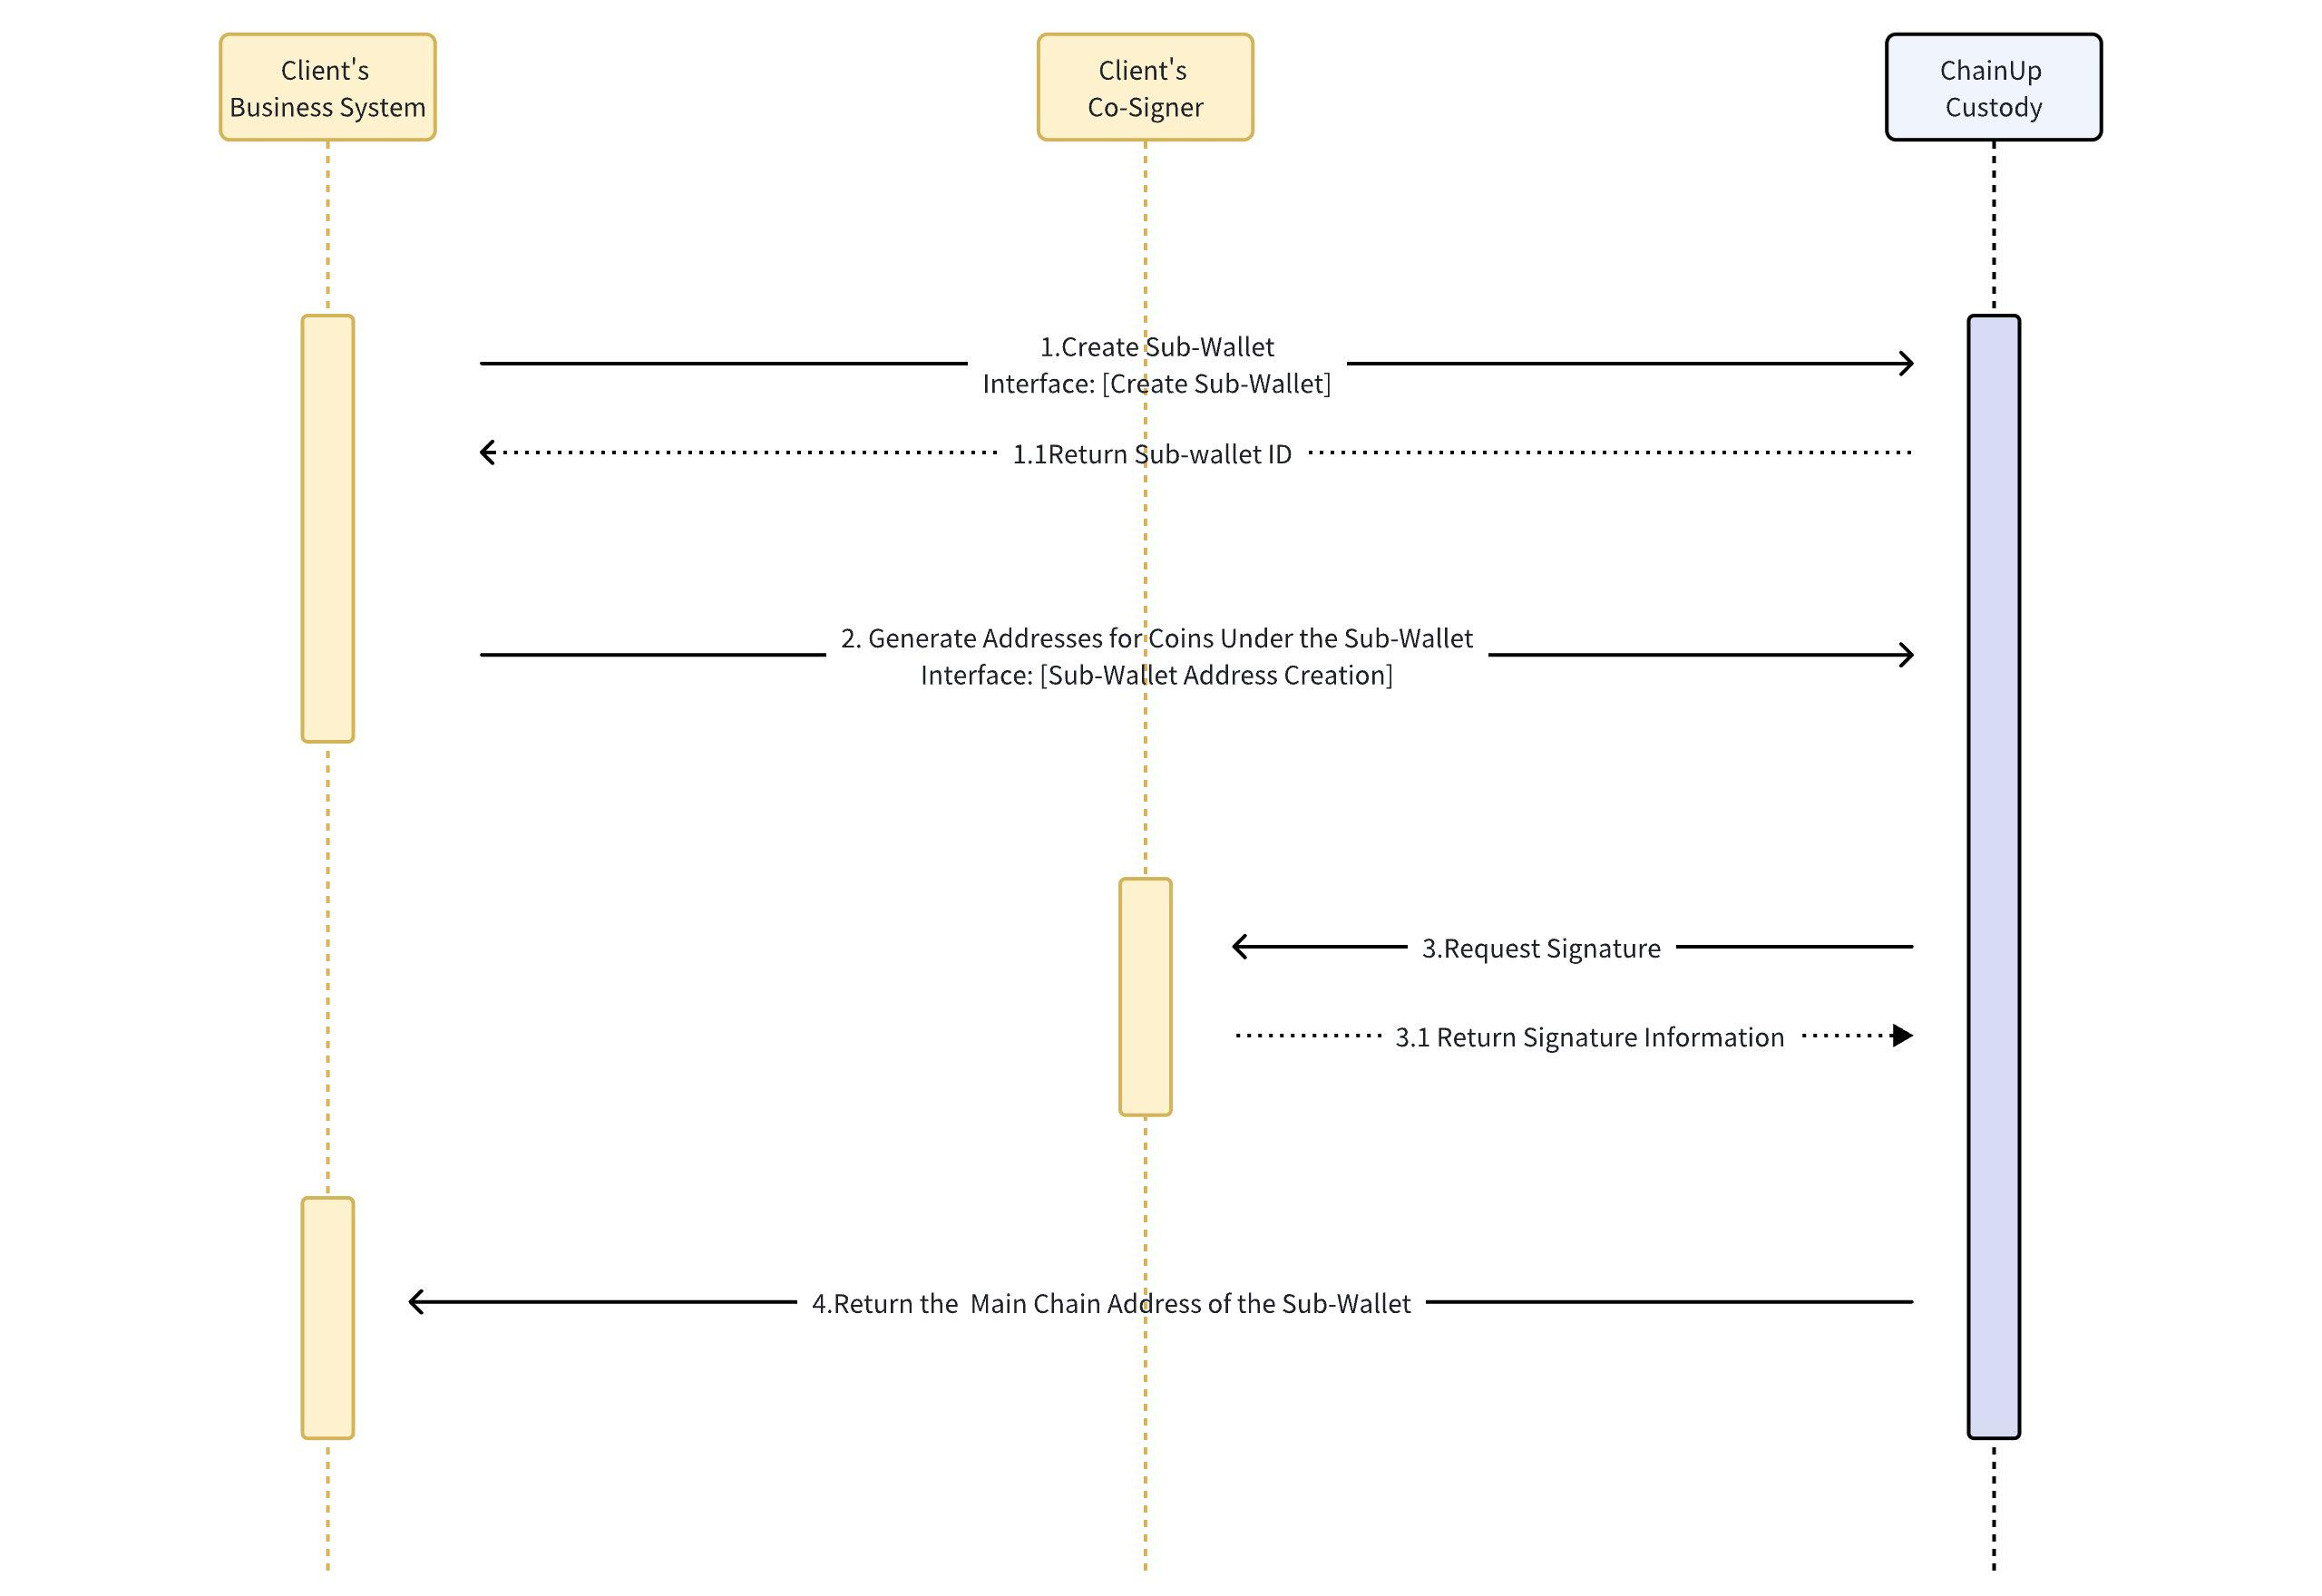 Client's
Business System
Client's
Co-Signer
ChainUp
Custody
1.Create Sub-Wallet
Interface: [Create Sub-Wallet]
1.1Return Sub-wallet ID
2. Generate Addresses for Coins Under the Sub-Wallet
Interface: [Sub-Wallet Address Creation]
3.Request Signature
3.1 Return Signature Information
4.Return the  Main Chain Address of the Sub-Wallet